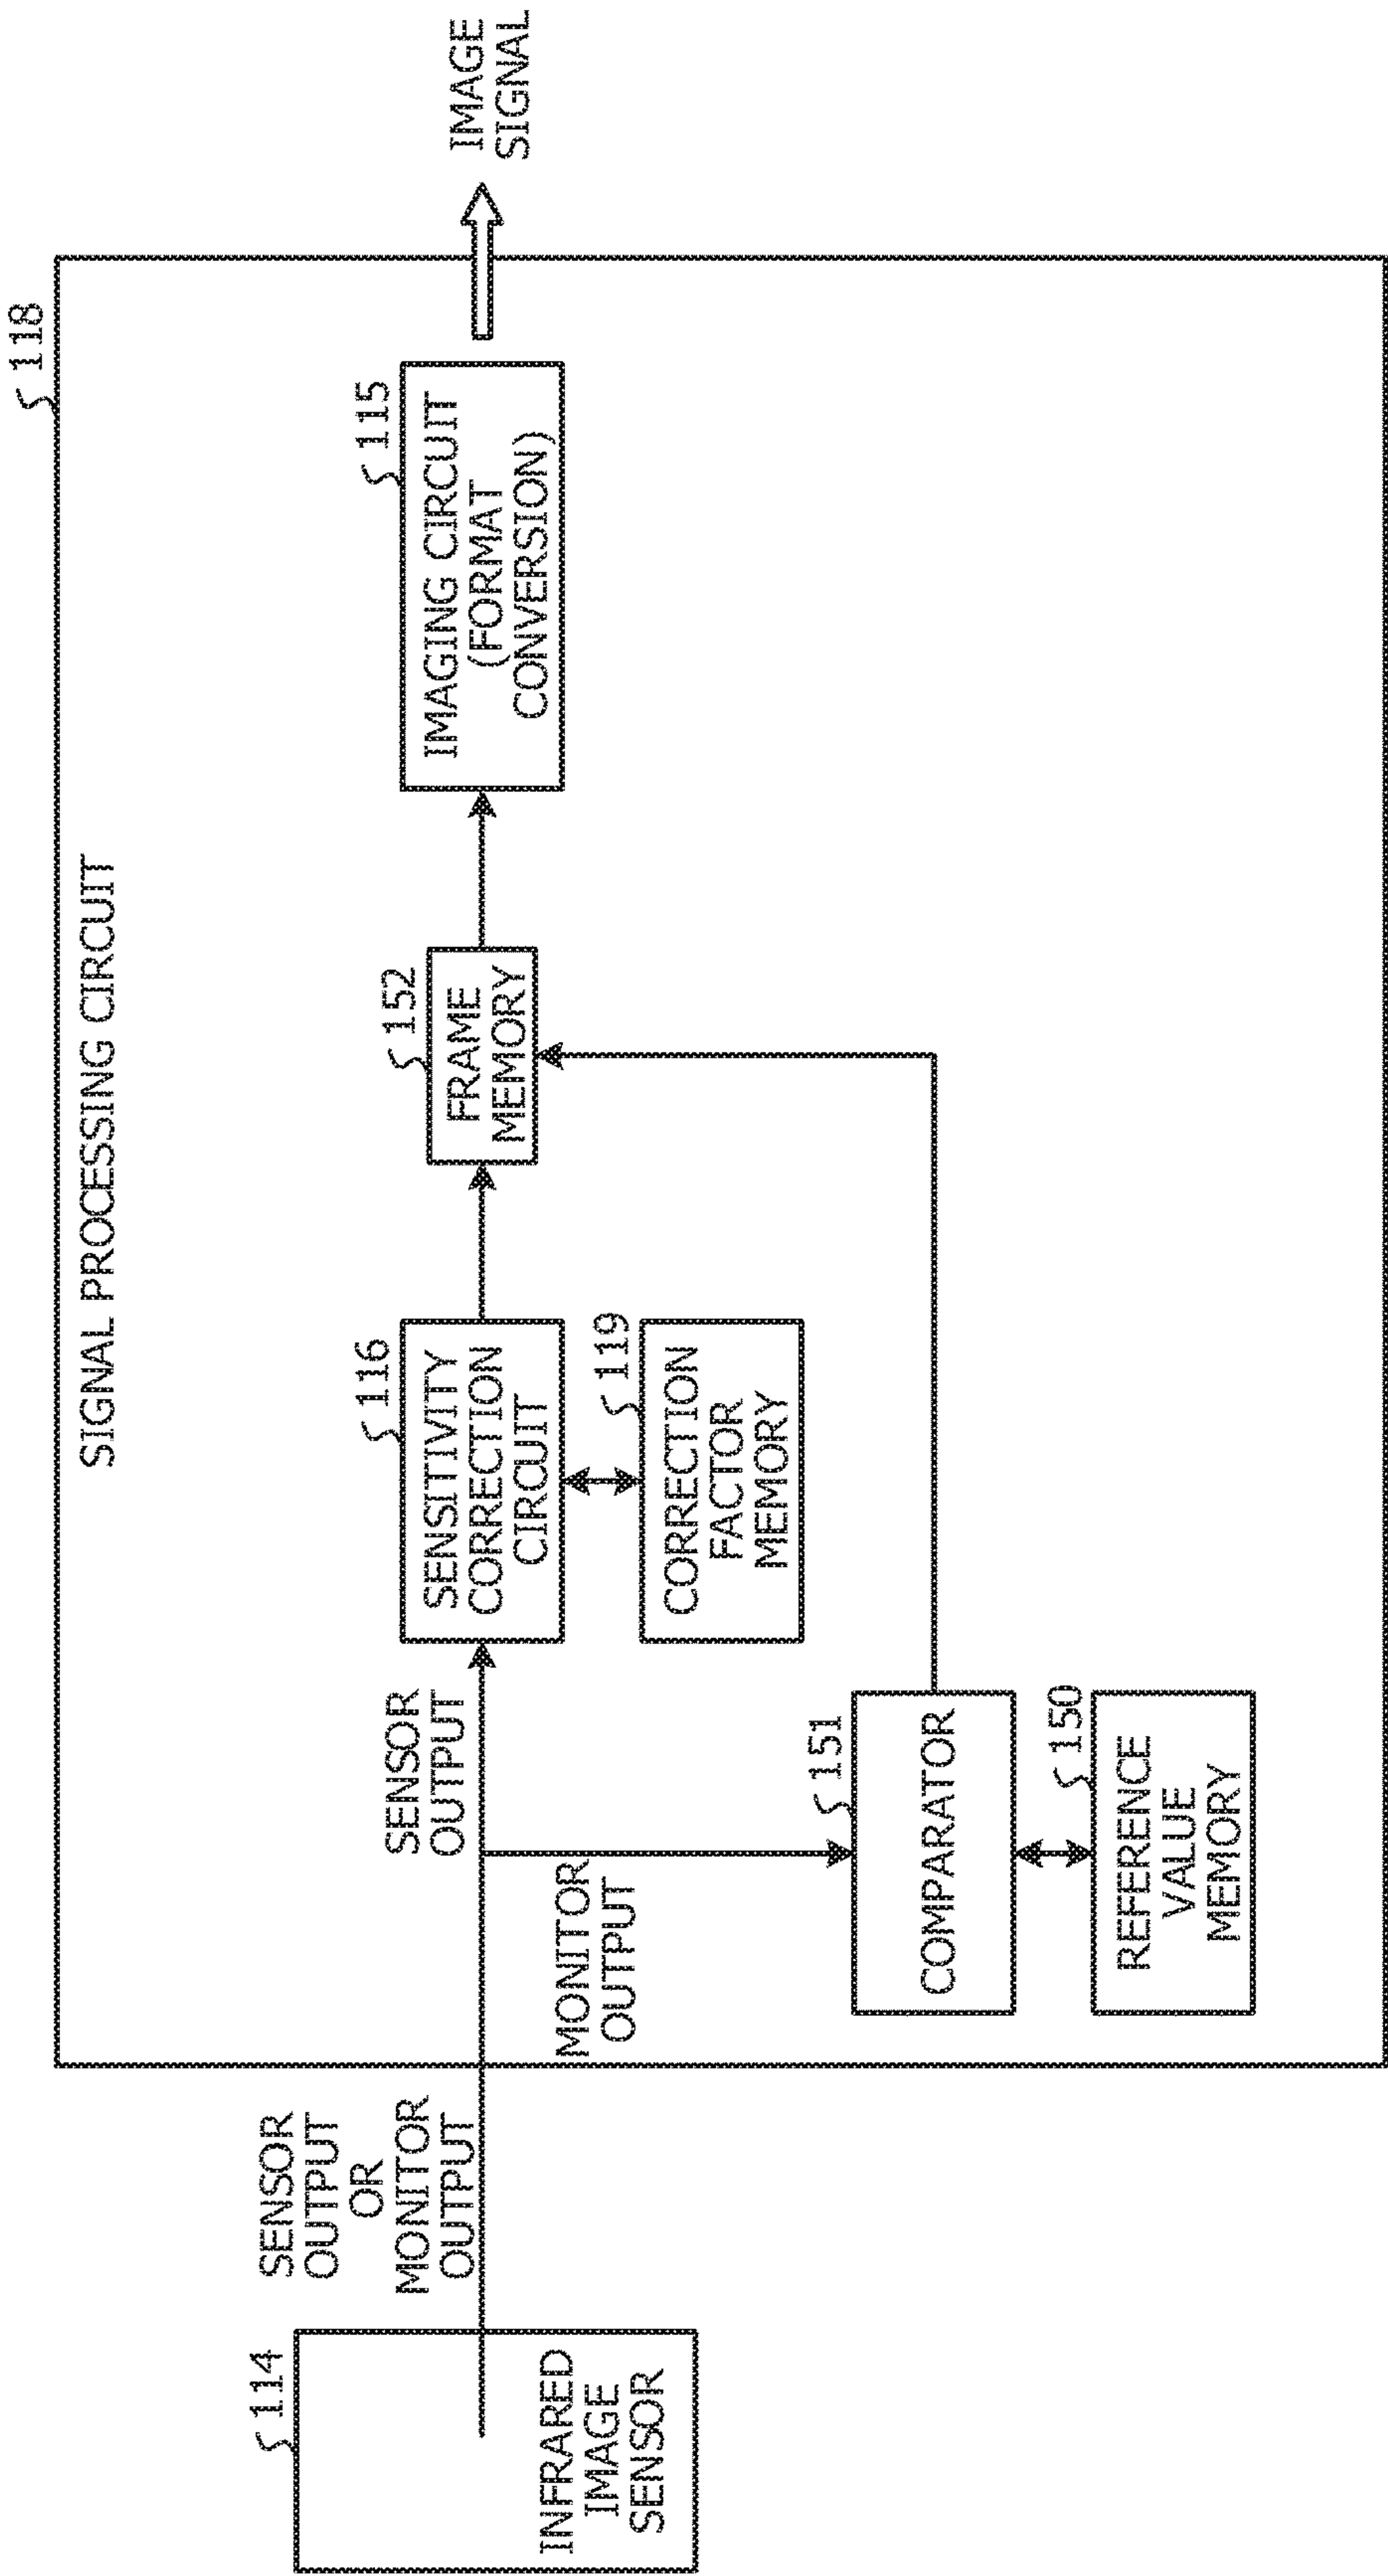 118
SIGNAL PROCESSING CIRCUIT
114
INFRARED
IMAGE
SENSOR
SENSOR
OUTPUT
OR
MONITOR
OUTPUT
SENSOR
OUTPUT
MONITOR
OUTPUT
116
SENSITIVITY
CORRECTION
CIRCUIT
119
CORRECTION
FACTOR
MEMORY
151
COMPARATOR
150
REFERENCE
VALUE
MEMORY
152
FRAME
MEMORY
115
IMAGING CIRCUIT
(FORMAT
CONVERSION)
IMAGE
SIGNAL